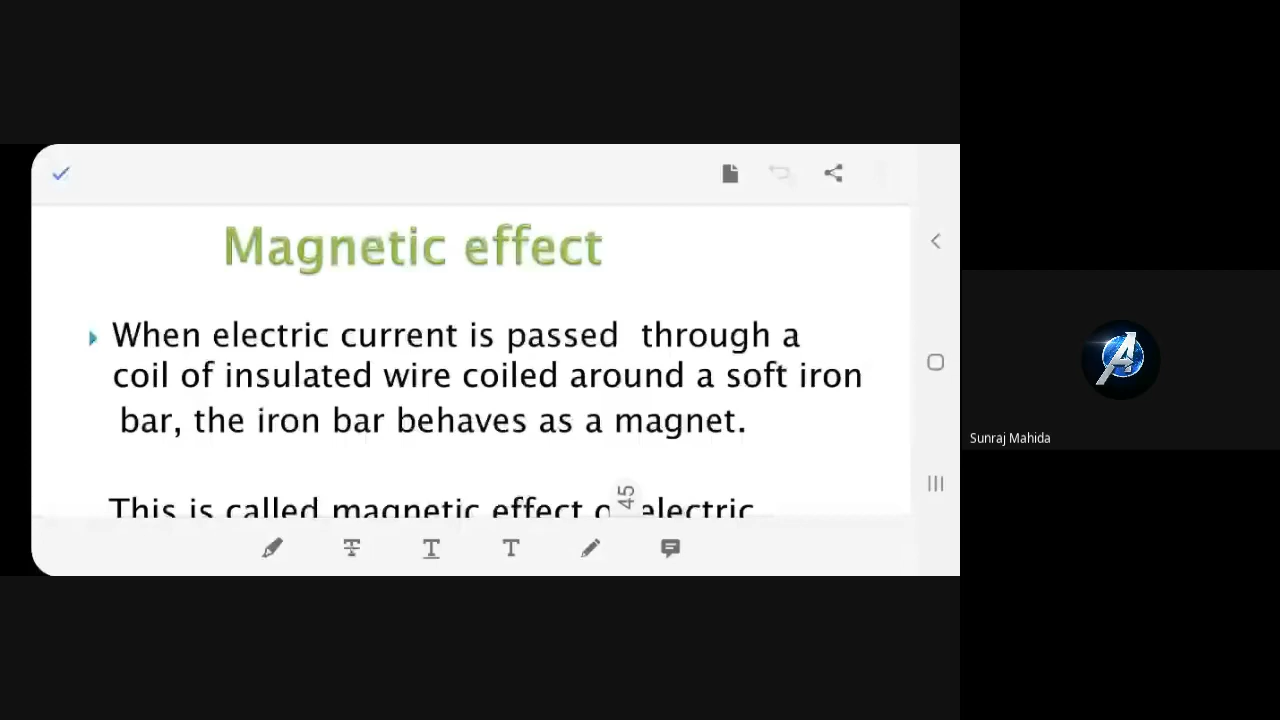 Magnetic effect
When electric current is passed through a
coil of insulated wire coiled around a soft iron
bar, the iron bar behaves as a magnet.
This is called magnetic effect electric
45
Sunraj Mahida